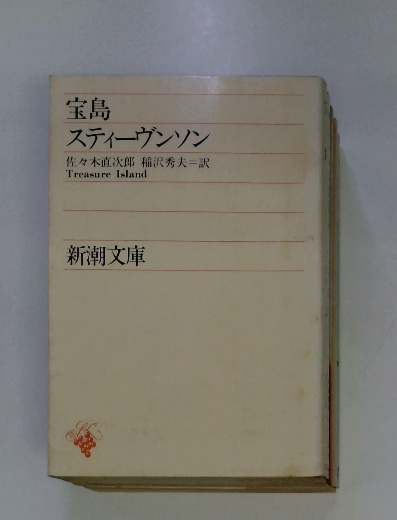 宝島
スティーヴンソン
佐々木直次郎 稲沢秀夫=訳
Treasure Island
新潮文庫